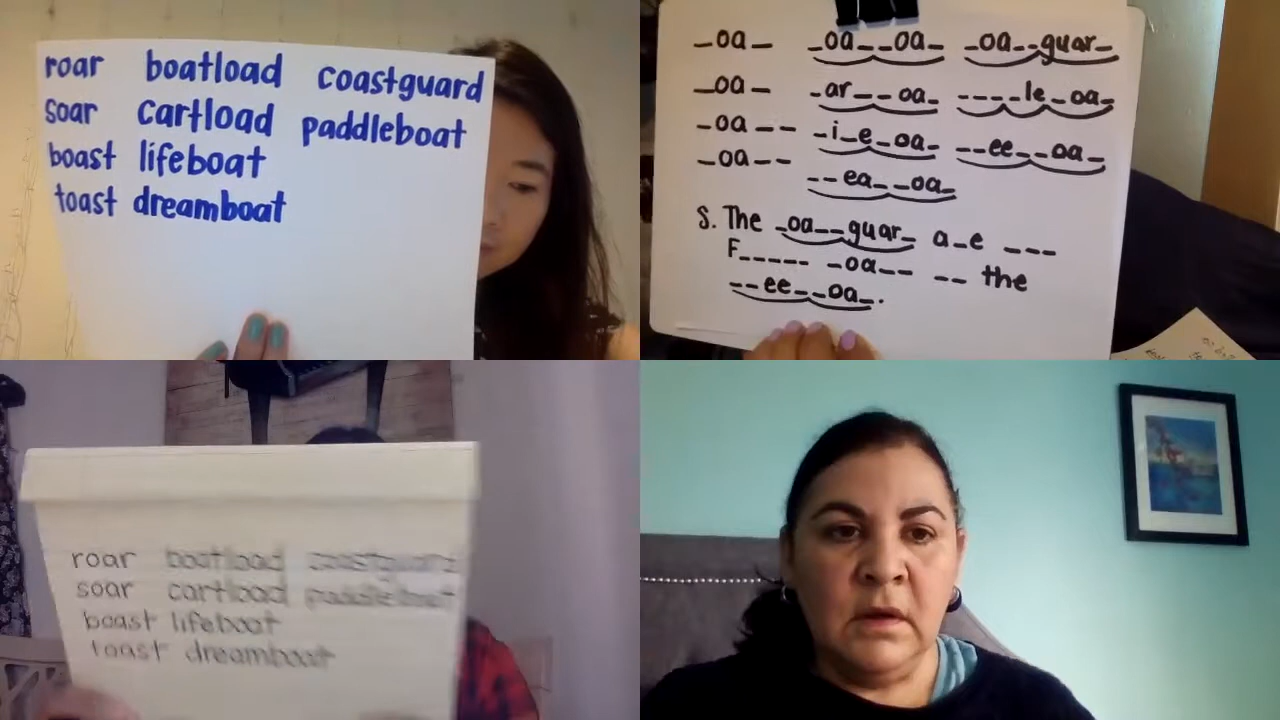 roar boatload coastguard
soar cartload paddleboat
boast lifeboat
toast dreamboat
_oa_ _oa__oa_ _oa__guar_
_oa_ _ar__oa_ ____le_oa_
_oa__ _i_e_oa_ __ee__oa_
_oa__ __ea__oa_
S. The _oa__guar_ a_e ___
F_____ _oa__ __ the
__ee__oa_.
roar boatload coastguard
soar cartload paddleboat
boast lifeboat
toast dreamboat